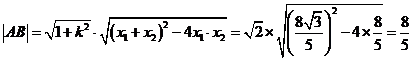 |AB| = √(1+k²) · √((x₁+x₂)² − 4x₁·x₂) = √2 × √((8√3/5)² − 4×8/5) = 8/5